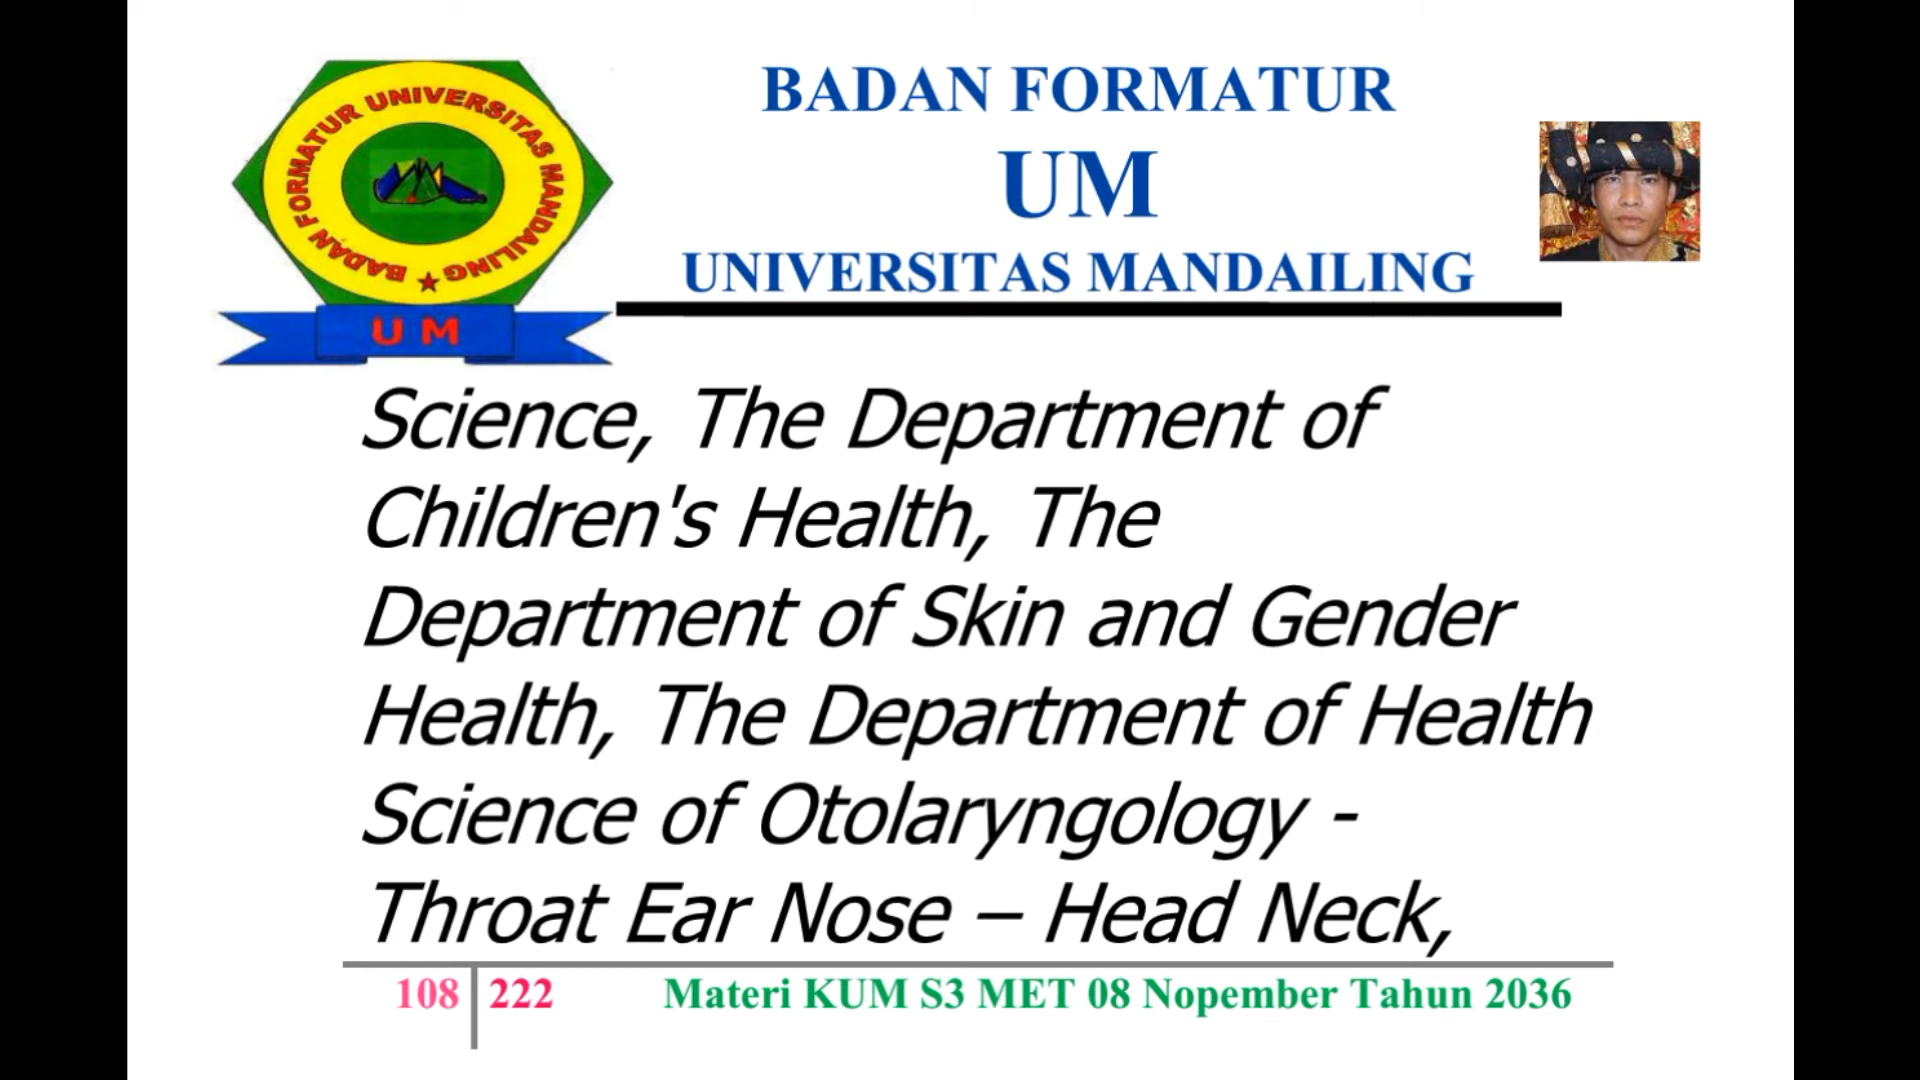 BADAN FORMATUR UNIVERSITAS MANDAILING
U M
BADAN FORMATUR
UM
UNIVERSITAS MANDAILING
Science, The Department of
Children's Health, The
Department of Skin and Gender
Health, The Department of Health
Science of Otolaryngology -
Throat Ear Nose – Head Neck,
108 222 Materi KUM S3 MET 08 Nopember Tahun 2036